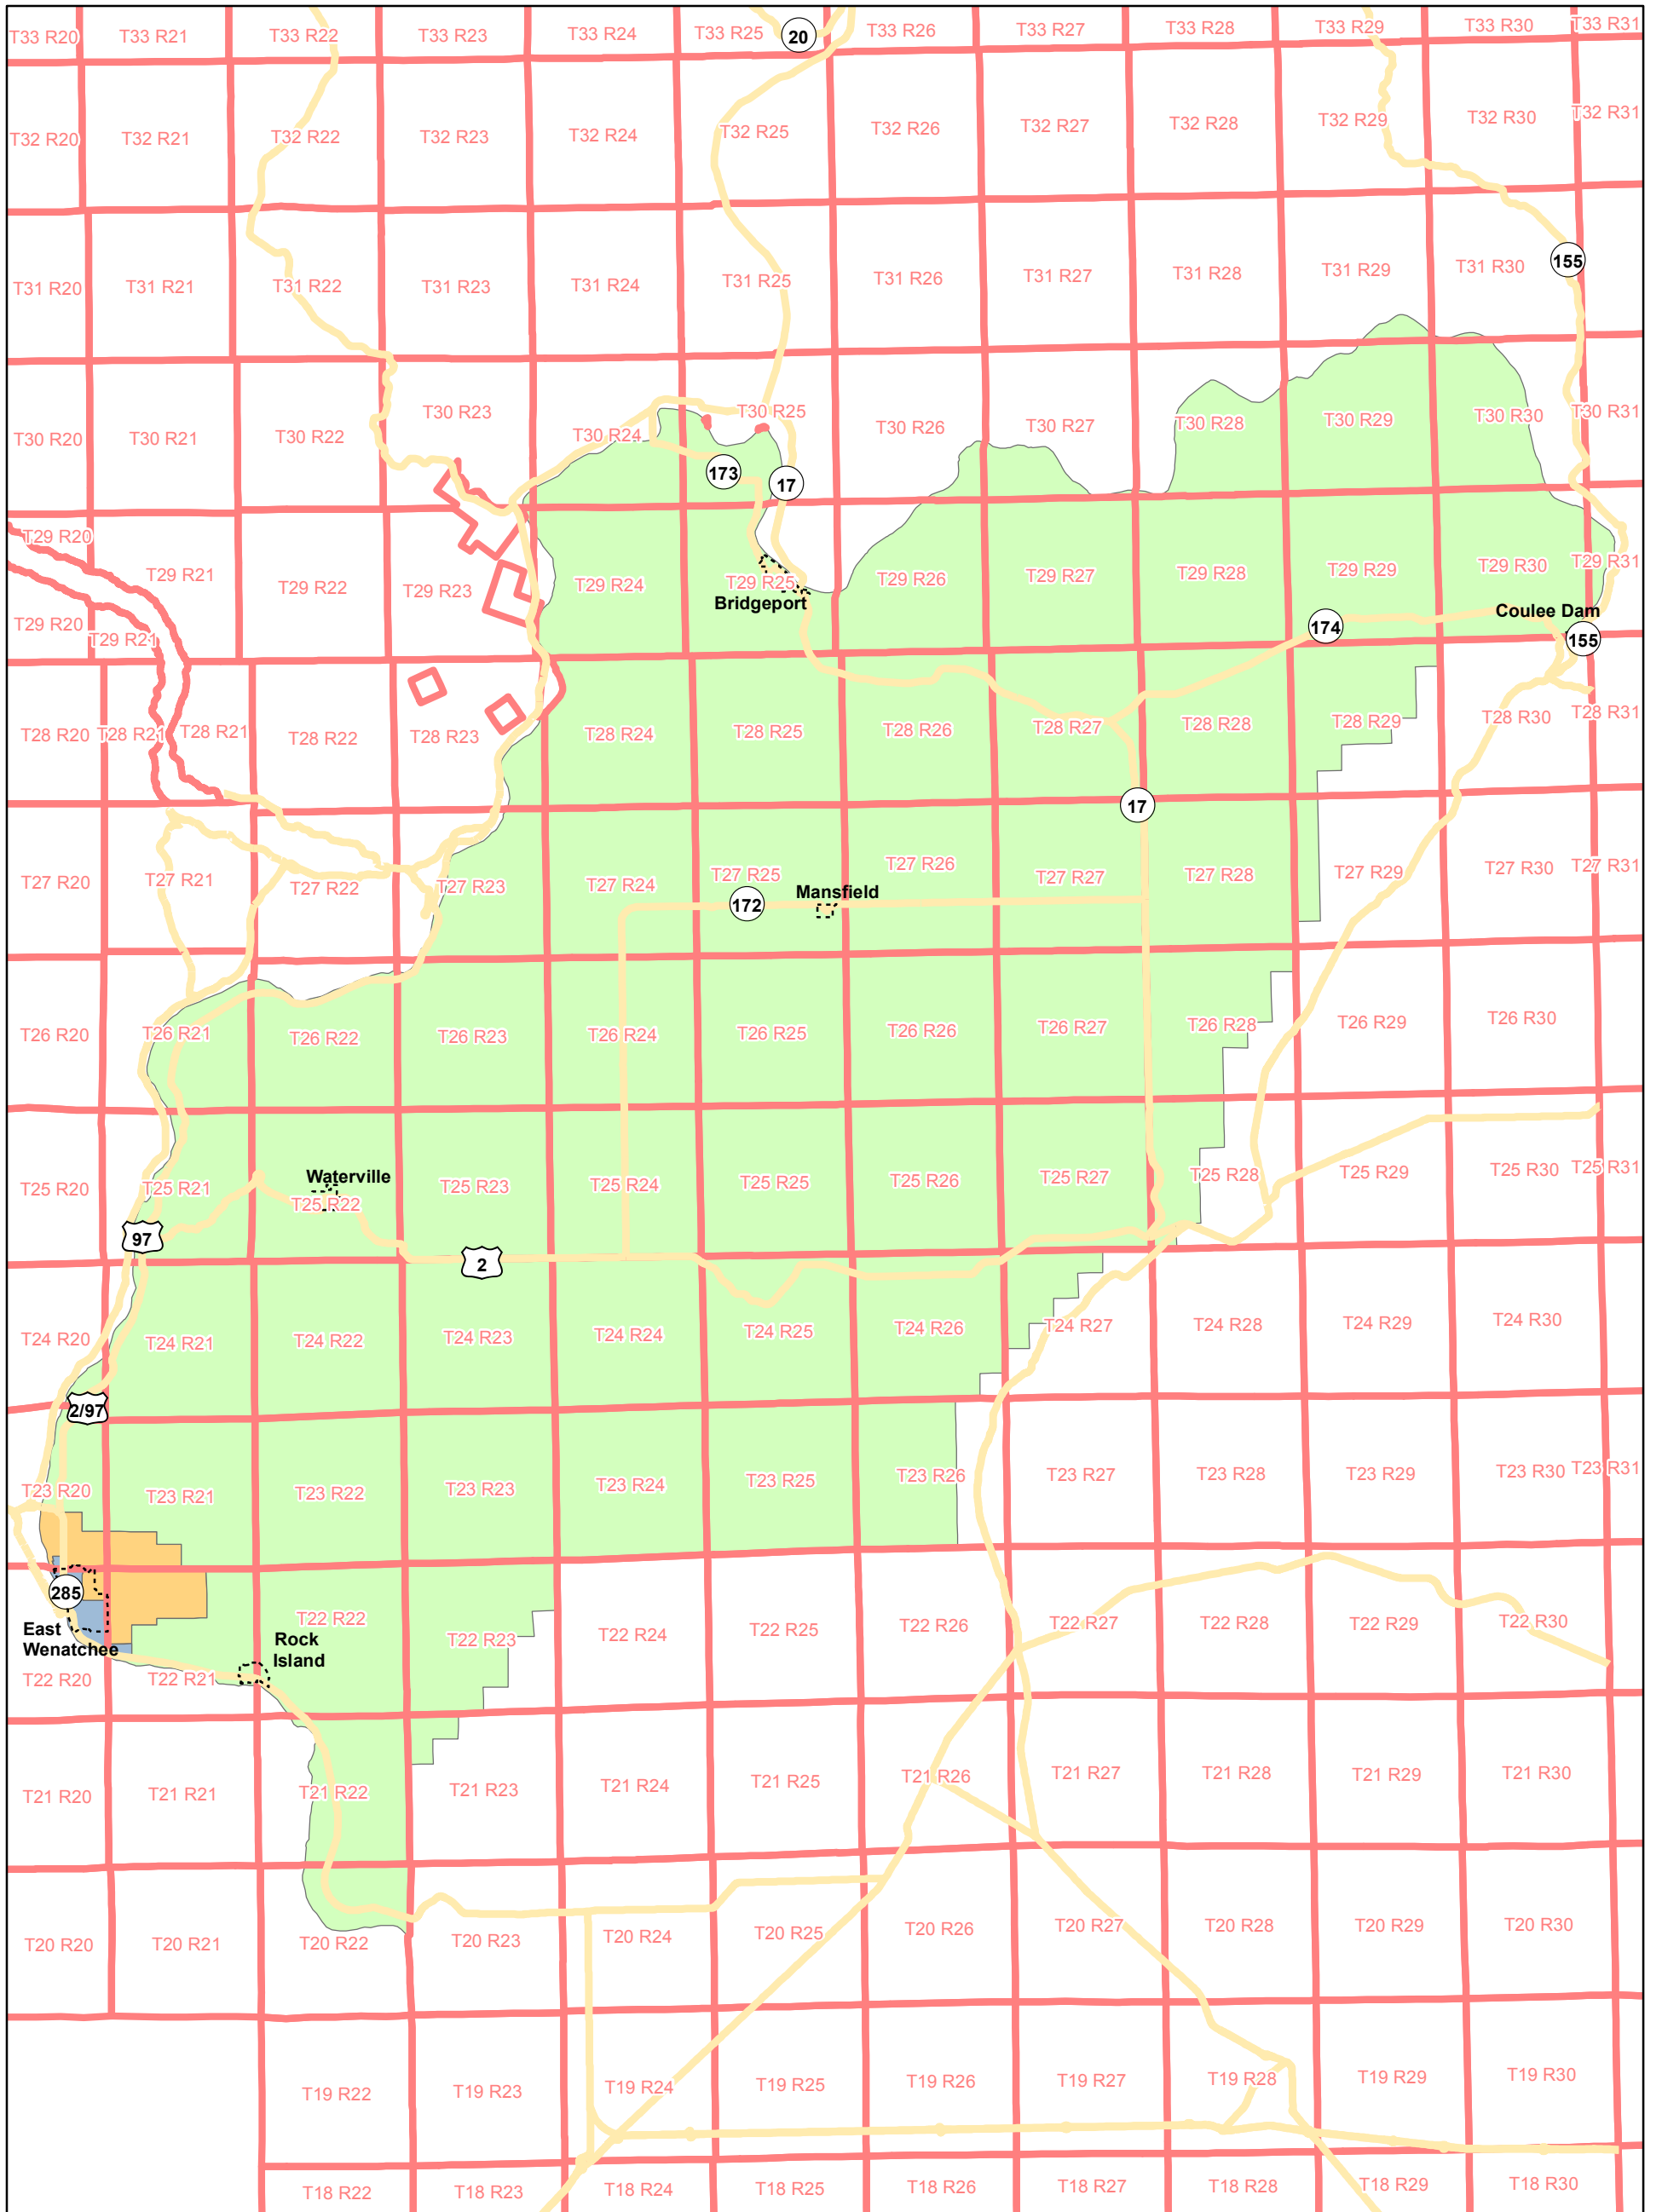 T33 R20 T33 R21 T33 R22 T33 R23 T33 R24 T33 R25 20 T33 R26 T33 R27 T33 R28 T33 R29 T33 R30 T33 R31
T32 R20 T32 R21 T32 R22 T32 R23 T32 R24 T32 R25 T32 R26 T32 R27 T32 R28 T32 R29 T32 R30 T32 R31
155
T31 R20 T31 R21 T31 R22 T31 R23 T31 R24 T31 R25 T31 R26 T31 R27 T31 R28 T31 R29 T31 R30
T30 R20 T30 R21 T30 R22 T30 R23 T30 R24 T30 R25 T30 R26 T30 R27 T30 R28 T30 R29 T30 R30 T30 R31
173 17
T29 R20
T29 R21 T29 R22 T29 R23 T29 R24 T29 R25 T29 R26 T29 R27 T29 R28 T29 R29 T29 R30 T29 R31
Bridgeport
Coulee Dam
T29 R20 T29 R21 174 155
T28 R20 T28 R21 T28 R21 T28 R22 T28 R23 T28 R24 T28 R25 T28 R26 T28 R27 T28 R28 T28 R29 T28 R30 T28 R31
17
T27 R20 T27 R21 T27 R22 T27 R23 T27 R24 T27 R25 T27 R26 T27 R27 T27 R28 T27 R29 T27 R30 T27 R31
172 Mansfield
T26 R20 T26 R21 T26 R22 T26 R23 T26 R24 T26 R25 T26 R26 T26 R27 T26 R28 T26 R29 T26 R30
Waterville
T25 R20 T25 R21 T25 R22 T25 R23 T25 R24 T25 R25 T25 R26 T25 R27 T25 R28 T25 R29 T25 R30 T25 R31
97 2
T24 R20 T24 R21 T24 R22 T24 R23 T24 R24 T24 R25 T24 R26 T24 R27 T24 R28 T24 R29 T24 R30
2/97
T23 R20 T23 R21 T23 R22 T23 R23 T23 R24 T23 R25 T23 R26 T23 R27 T23 R28 T23 R29 T23 R30 T23 R31
285
East
Wenatchee
Rock
Island
T22 R20 T22 R21 T22 R22 T22 R23 T22 R24 T22 R25 T22 R26 T22 R27 T22 R28 T22 R29 T22 R30
T21 R20 T21 R21 T21 R22 T21 R23 T21 R24 T21 R25 T21 R26 T21 R27 T21 R28 T21 R29 T21 R30
T20 R20 T20 R21 T20 R22 T20 R23 T20 R24 T20 R25 T20 R26 T20 R27 T20 R28 T20 R29 T20 R30
T19 R22 T19 R23 T19 R24 T19 R25 T19 R26 T19 R27 T19 R28 T19 R29 T19 R30
T18 R22 T18 R23 T18 R24 T18 R25 T18 R26 T18 R27 T18 R28 T18 R29 T18 R30